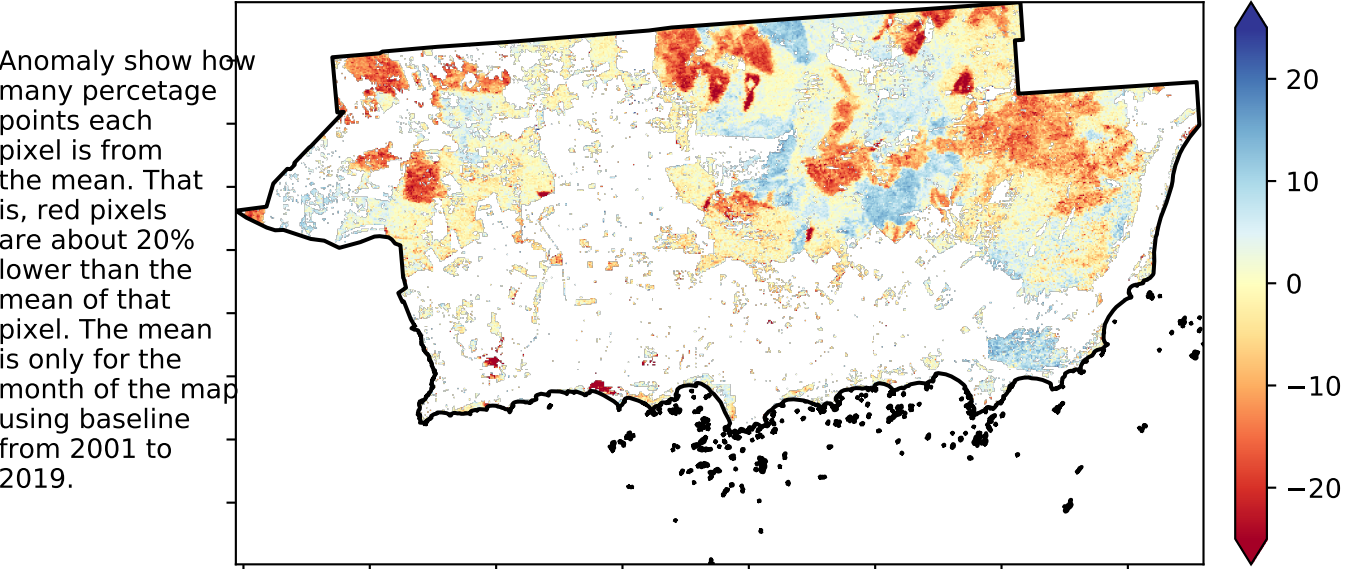 Anomaly show how
many percetage
points each
pixel is from
the mean. That
is, red pixels
are about 20%
lower than the
mean of that
pixel. The mean
is only for the
month of the map
using baseline
from 2001 to
2019.
20
10
0
−10
−20